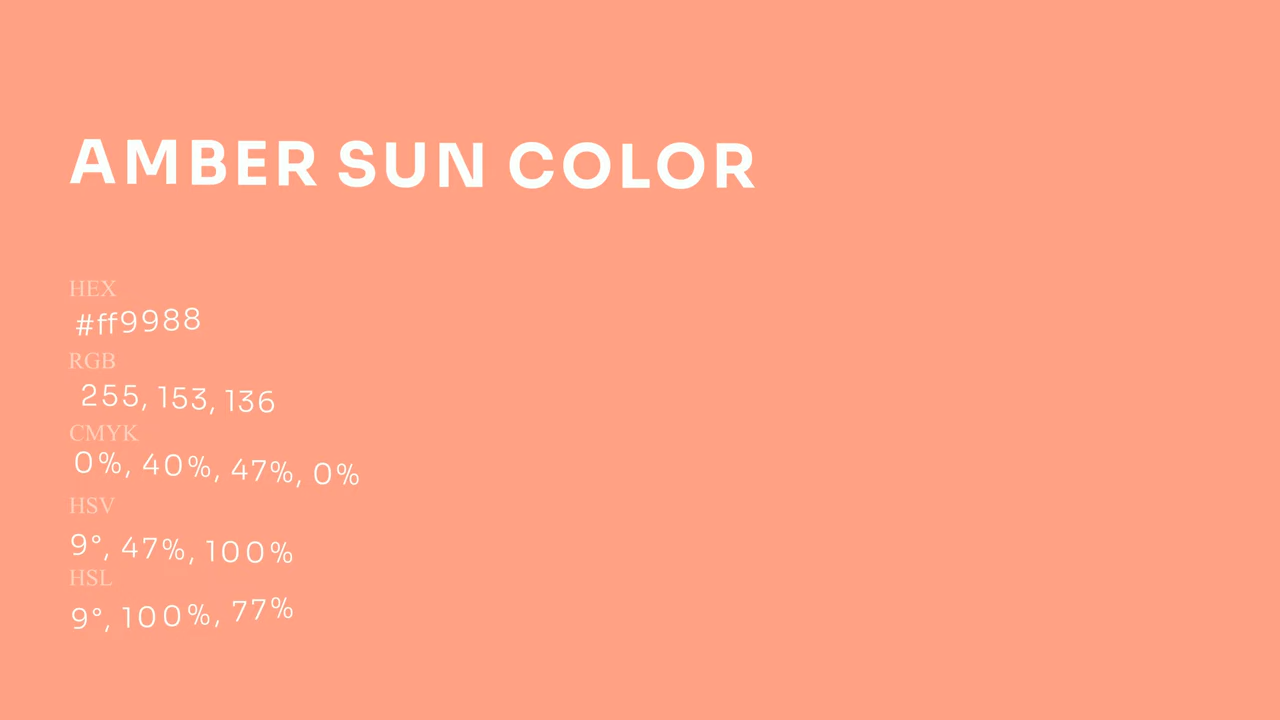 AMBER SUN COLOR
HEX
#ff9988
RGB
255, 153, 136
CMYK
0%, 40%, 47%, 0%
HSV
9°, 47%, 100%
HSL
9°, 100%, 77%